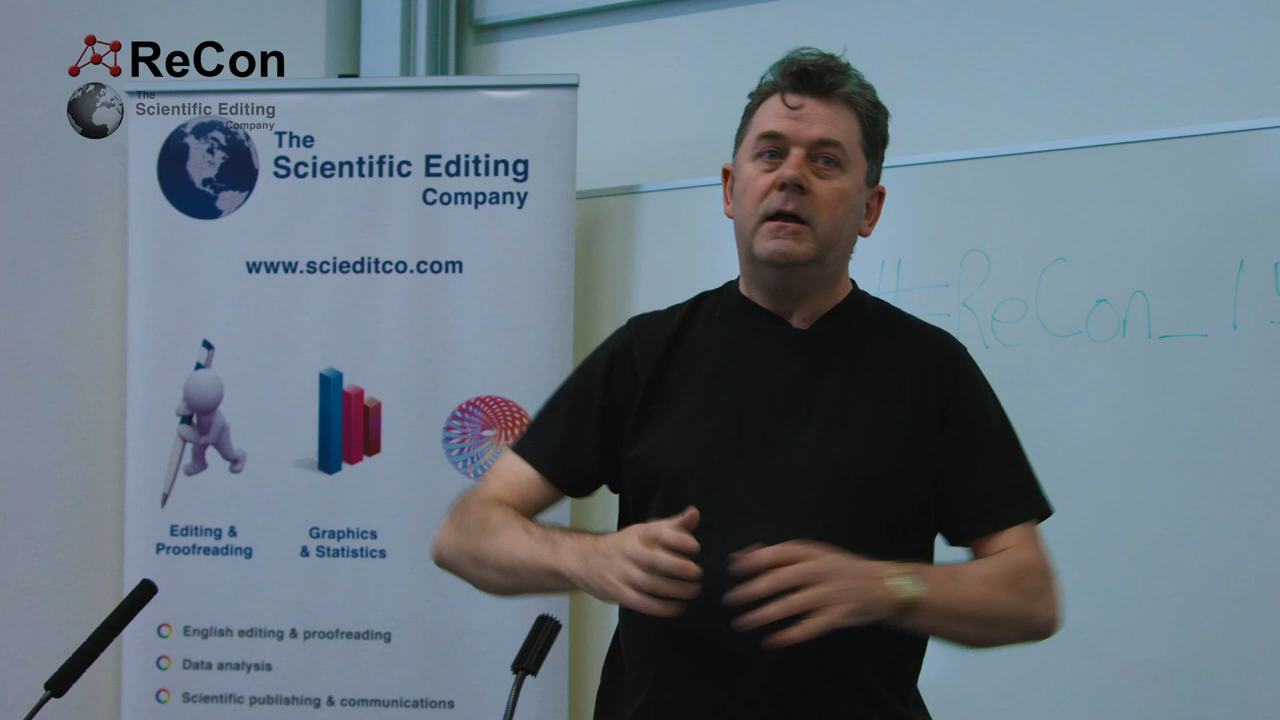 ReCon
The
Scientific Editing
Company
The
Scientific Editing
Company
www.scieditco.com
Editing &
Proofreading
Graphics
& Statistics
English editing & proofreading
Data analysis
Scientific publishing & communications
#ReCon_15